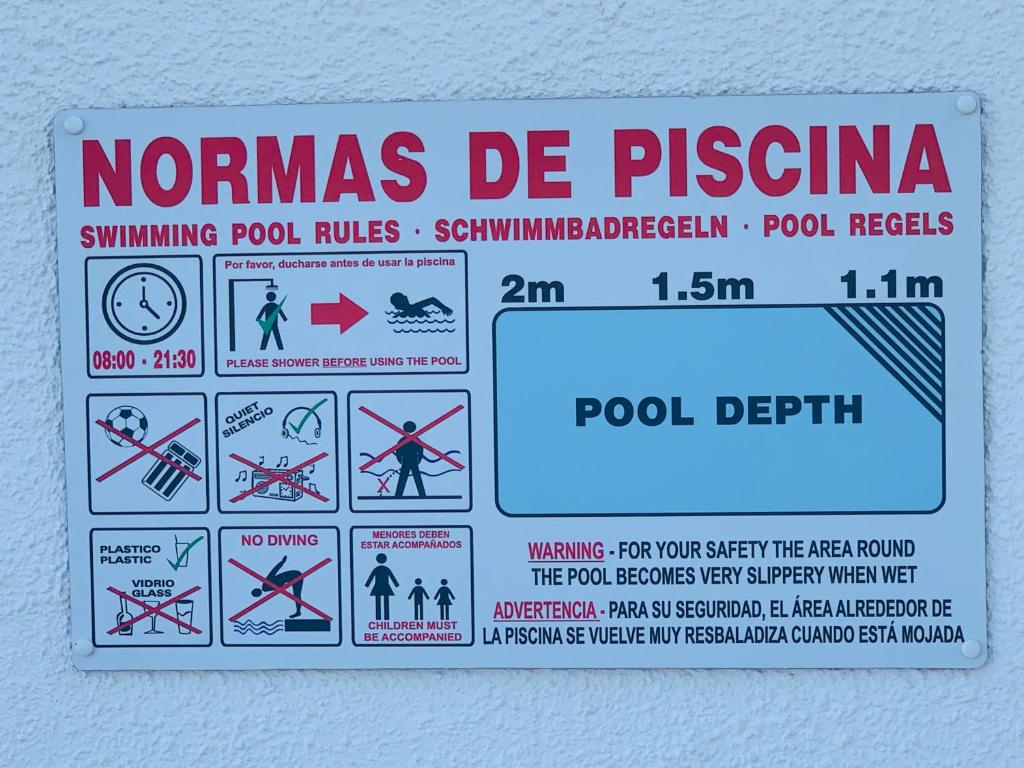 NORMAS DE PISCINA
SWIMMING POOL RULES · SCHWIMMBADREGELN · POOL REGELS
08:00 - 21:30
Por favor, ducharse antes de usar la piscina
PLEASE SHOWER BEFORE USING THE POOL
QUIET
SILENCIO
PLASTICO
PLASTIC
VIDRIO
GLASS
NO DIVING
MENORES DEBEN
ESTAR ACOMPAÑADOS
CHILDREN MUST
BE ACCOMPANIED
2m 1.5m 1.1m
POOL DEPTH
WARNING - FOR YOUR SAFETY THE AREA ROUND
THE POOL BECOMES VERY SLIPPERY WHEN WET
ADVERTENCIA - PARA SU SEGURIDAD, EL ÁREA ALREDEDOR DE
LA PISCINA SE VUELVE MUY RESBALADIZA CUANDO ESTÁ MOJADA